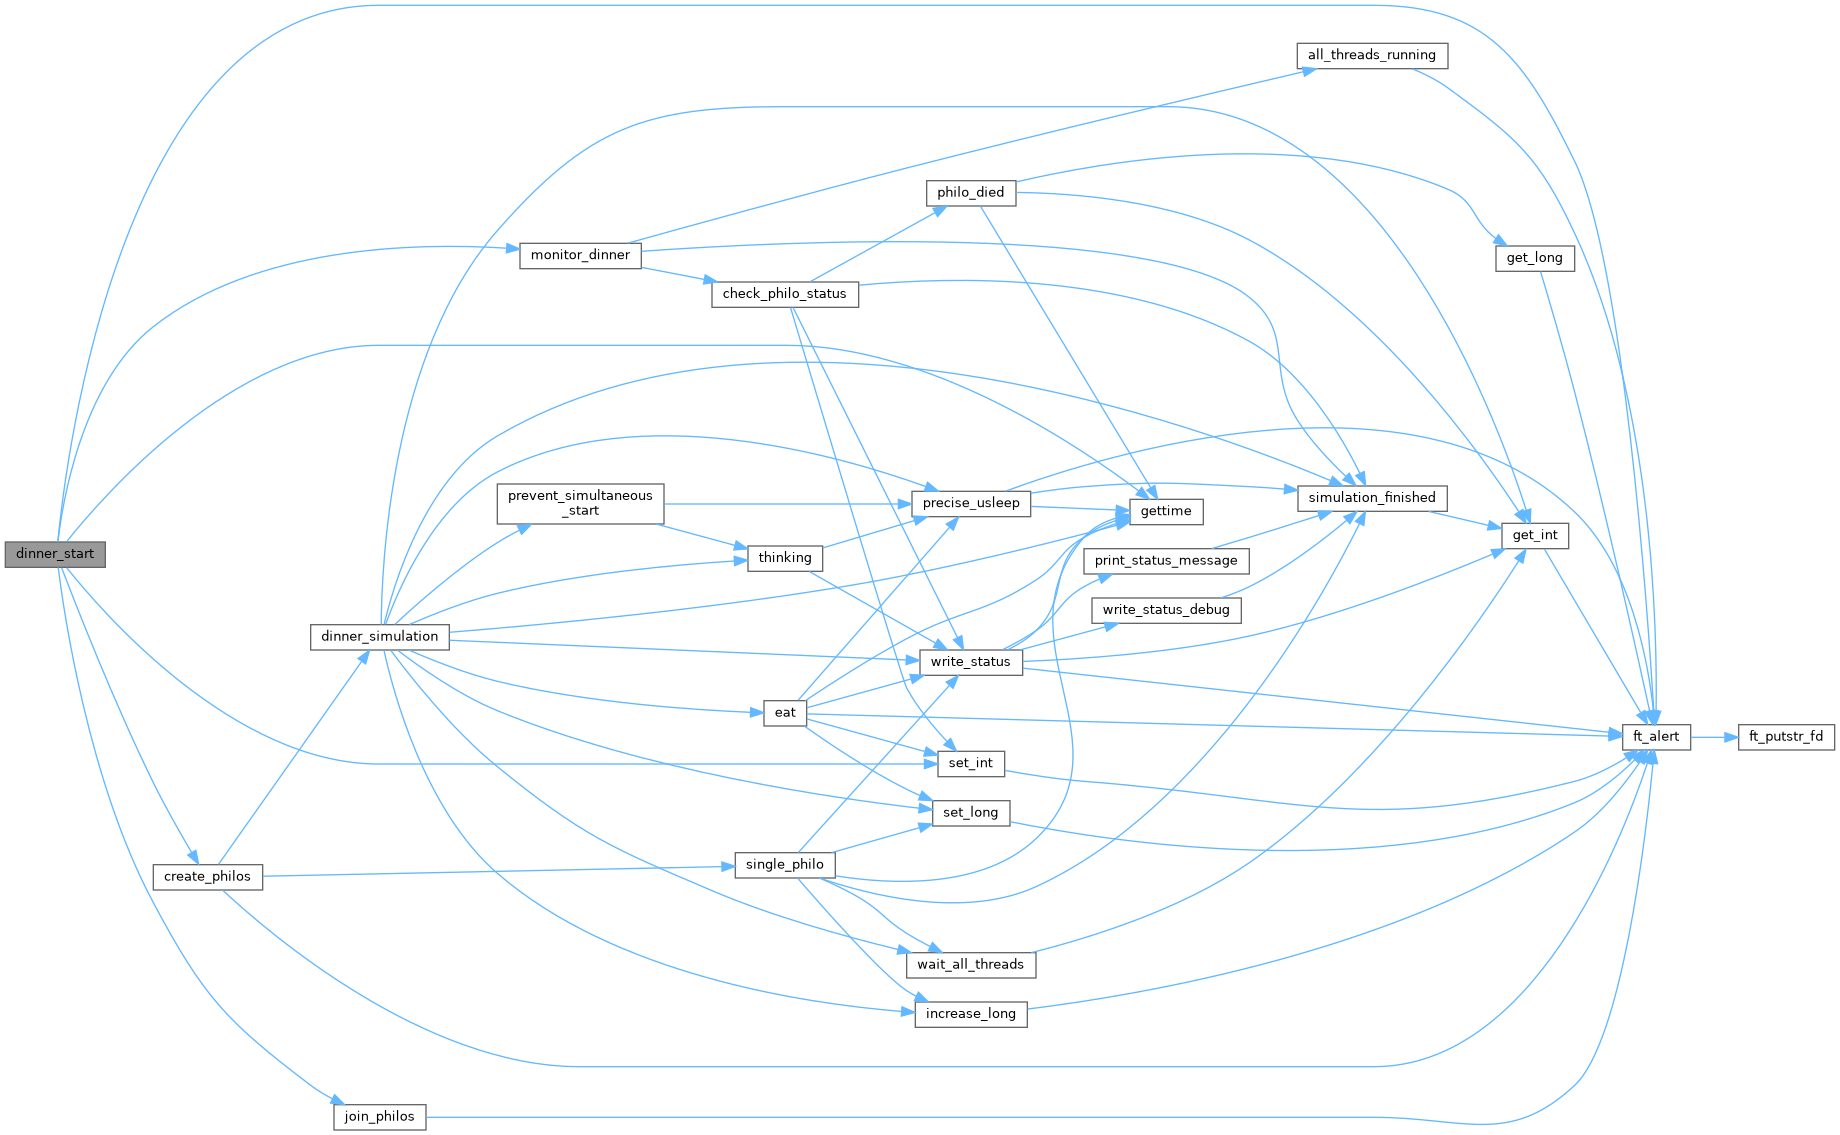 all_threads_running
philo_died
monitor_dinner
get_long
check_philo_status
prevent_simultaneous
_start
precise_usleep
simulation_finished
gettime
get_int
dinner_start
thinking
print_status_message
write_status_debug
dinner_simulation
write_status
eat
ft_alert
ft_putstr_fd
set_int
set_long
single_philo
create_philos
wait_all_threads
increase_long
join_philos